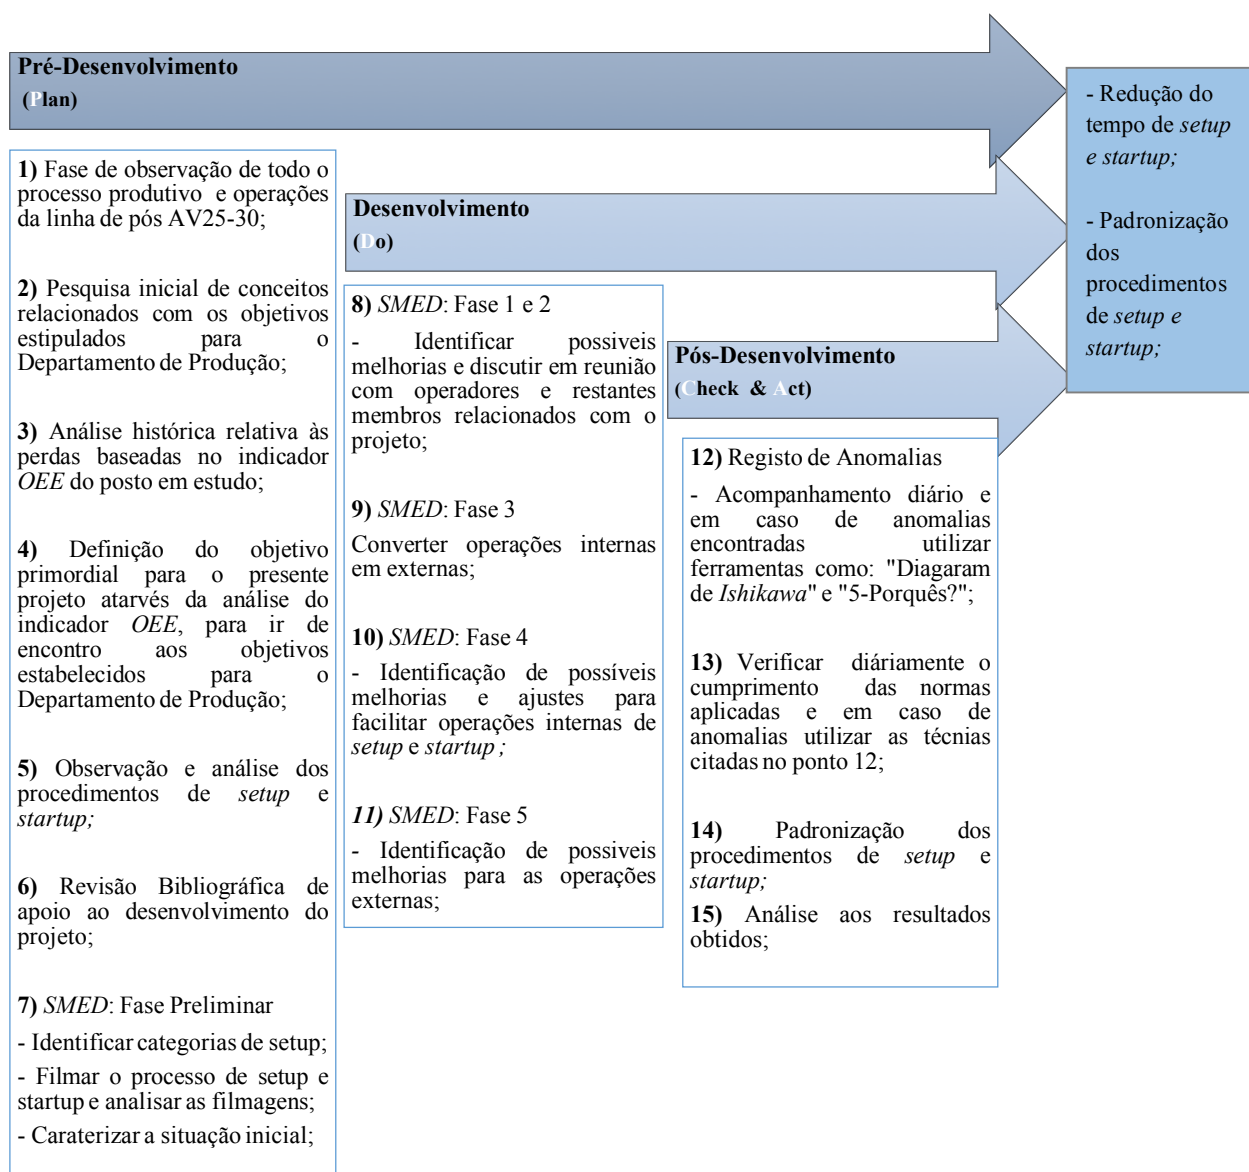 Pré-Desenvolvimento
(Plan)
1) Fase de observação de todo o
processo produtivo e operações
da linha de pós AV25-30;
2) Pesquisa inicial de conceitos
relacionados com os objetivos
estipulados para o
Departamento de Produção;
3) Análise histórica relativa às
perdas baseadas no indicador
OEE do posto em estudo;
4) Definição do objetivo
primordial para o presente
projeto atarvés da análise do
indicador OEE, para ir de
encontro aos objetivos
estabelecidos para o
Departamento de Produção;
5) Observação e análise dos
procedimentos de setup e
startup;
6) Revisão Bibliográfica de
apoio ao desenvolvimento do
projeto;
7) SMED: Fase Preliminar
- Identificar categorias de setup;
- Filmar o processo de setup e
startup e analisar as filmagens;
- Caraterizar a situação inicial;
Desenvolvimento
(Do)
8) SMED: Fase 1 e 2
- Identificar possiveis
melhorias e discutir em reunião
com operadores e restantes
membros relacionados com o
projeto;
9) SMED: Fase 3
Converter operações internas
em externas;
10) SMED: Fase 4
- Identificação de possíveis
melhorias e ajustes para
facilitar operações internas de
setup e startup ;
11) SMED: Fase 5
- Identificação de possiveis
melhorias para as operações
externas;
Pós-Desenvolvimento
(Check & Act)
12) Registo de Anomalias
- Acompanhamento diário e
em caso de anomalias
encontradas utilizar
ferramentas como: "Diagaram
de Ishikawa" e "5-Porquês?";
13) Verificar diáriamente o
cumprimento das normas
aplicadas e em caso de
anomalias utilizar as técnias
citadas no ponto 12;
14) Padronização dos
procedimentos de setup e
startup;
15) Análise aos resultados
obtidos;
- Redução do
tempo de setup
e startup;
- Padronização
dos
procedimentos
de setup e
startup;